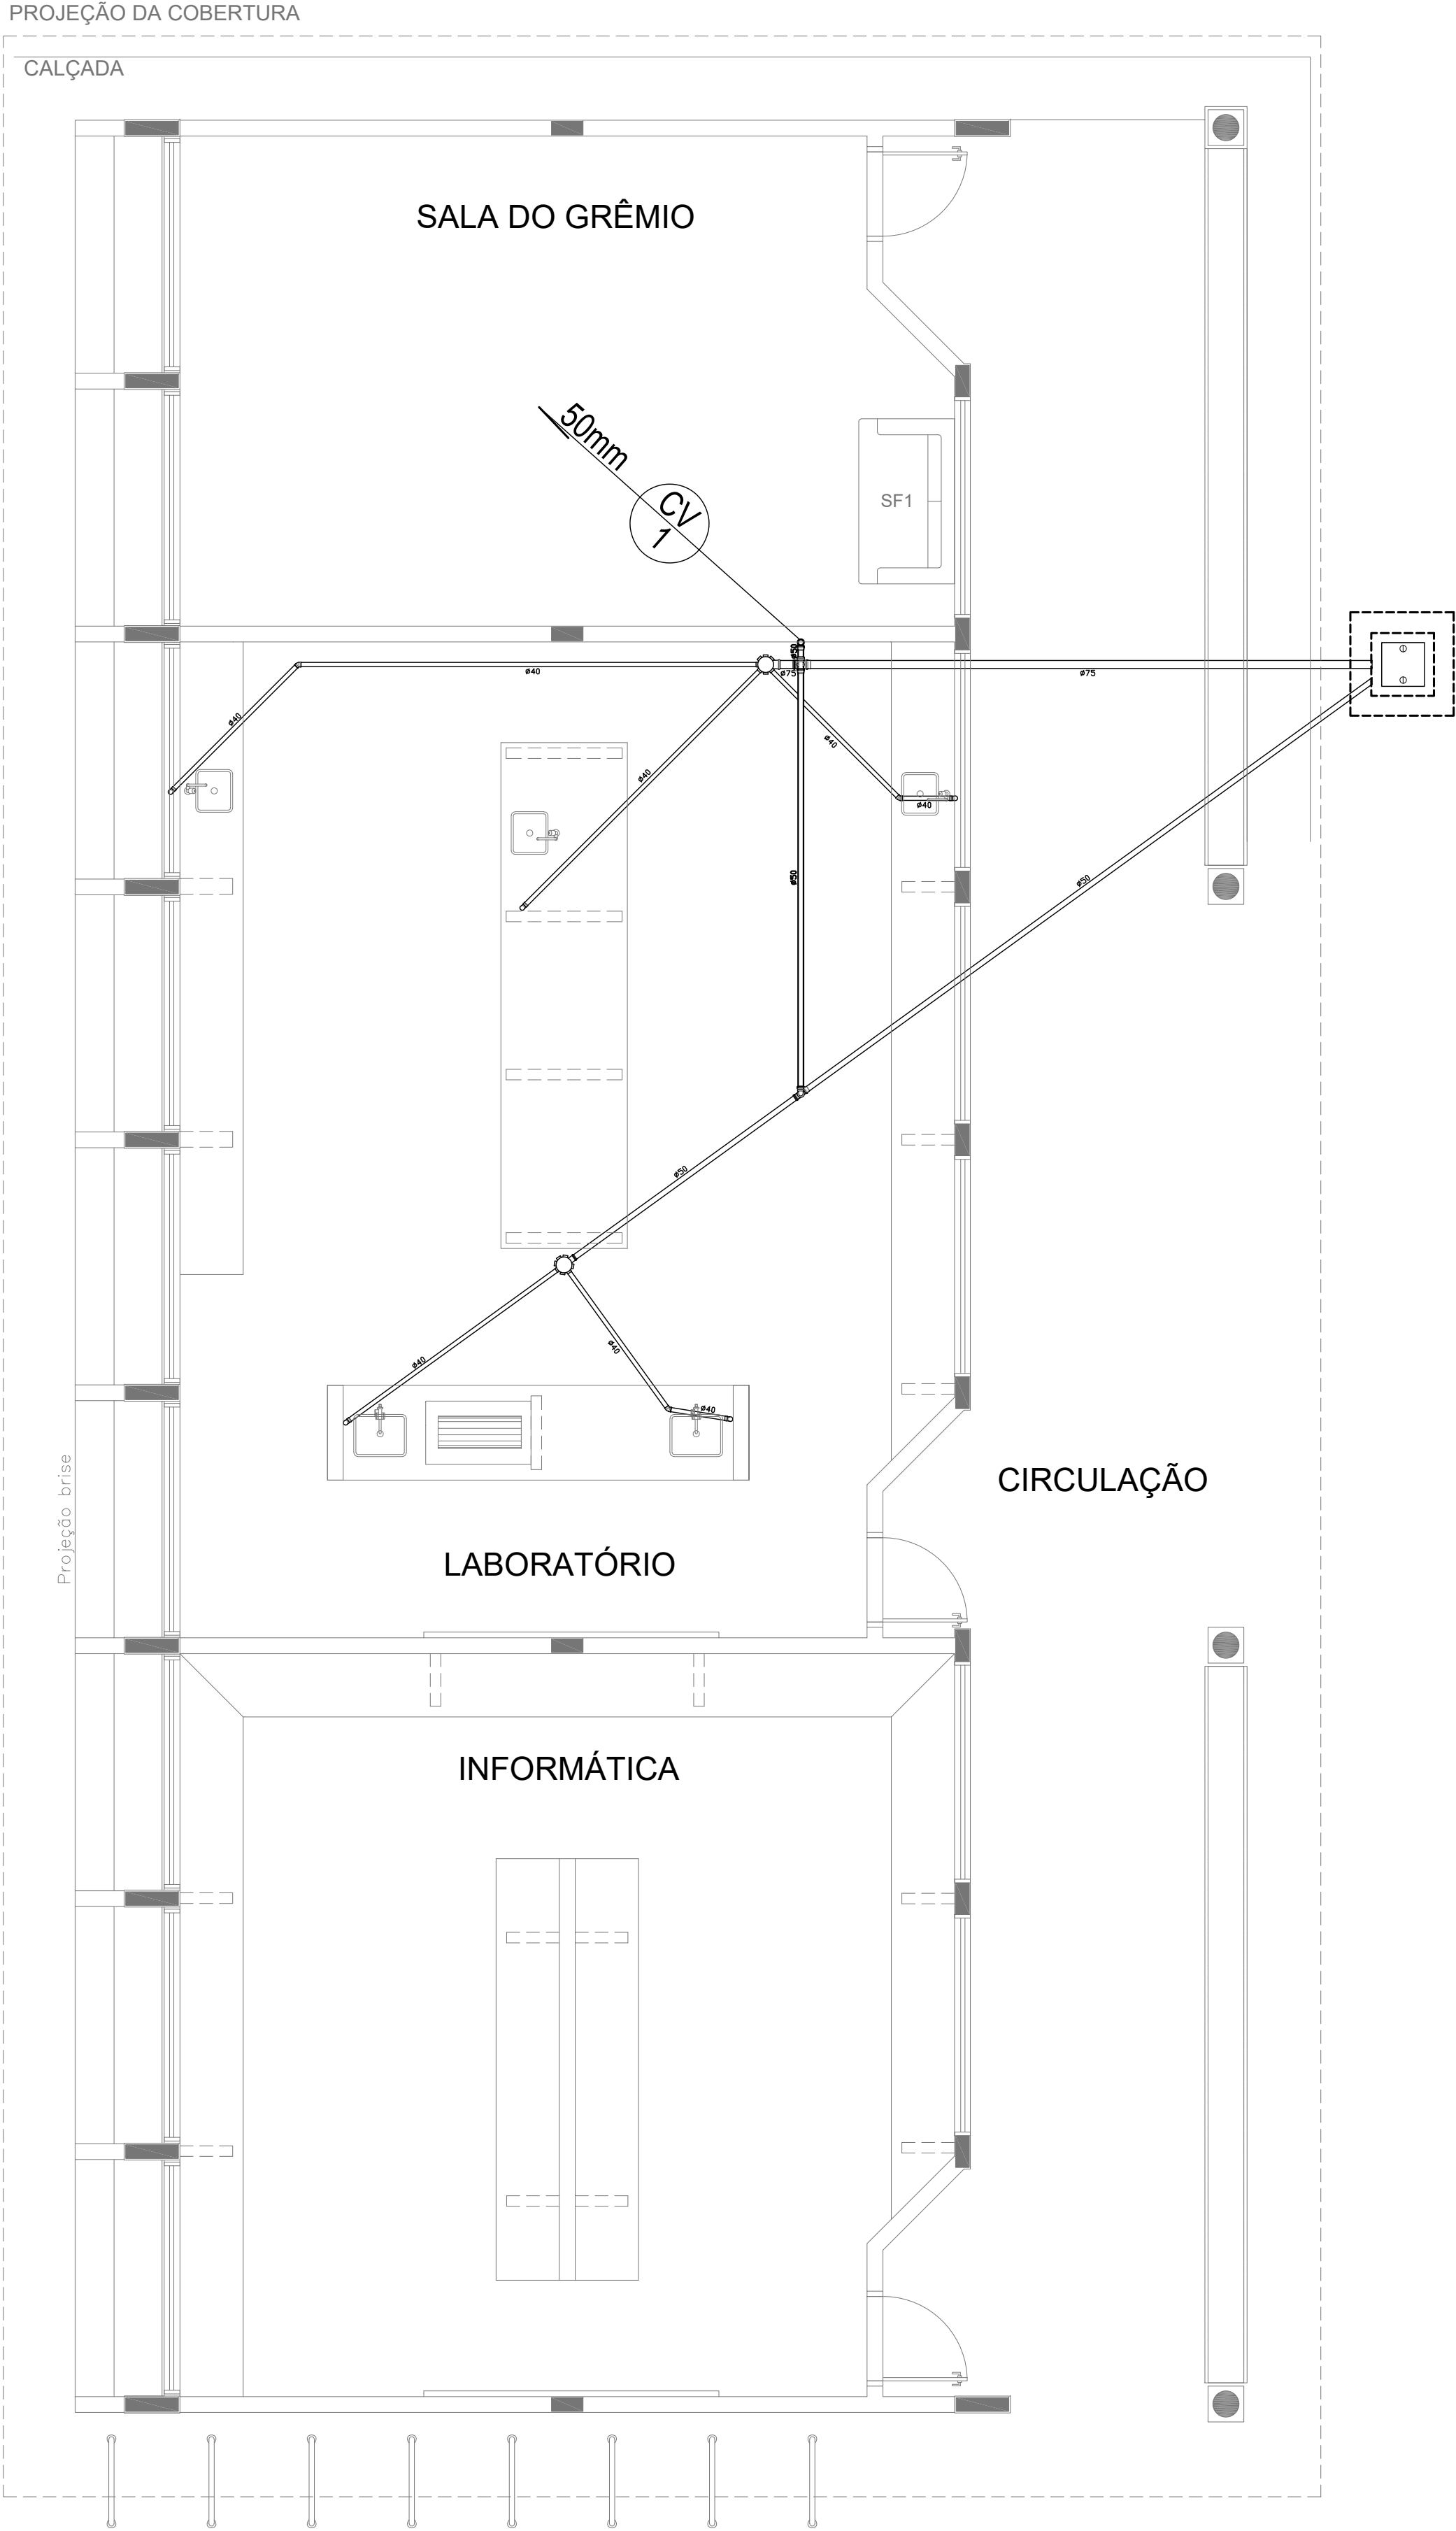 PROJEÇÃO DA COBERTURA
CALÇADA
SALA DO GRÊMIO
50mm
CV
1
SF1
ø50
ø40
ø75
ø75
ø40
ø40
ø40
ø40
ø50
ø50
ø50
ø40
ø40
ø40
Projeção brise
CIRCULAÇÃO
LABORATÓRIO
INFORMÁTICA